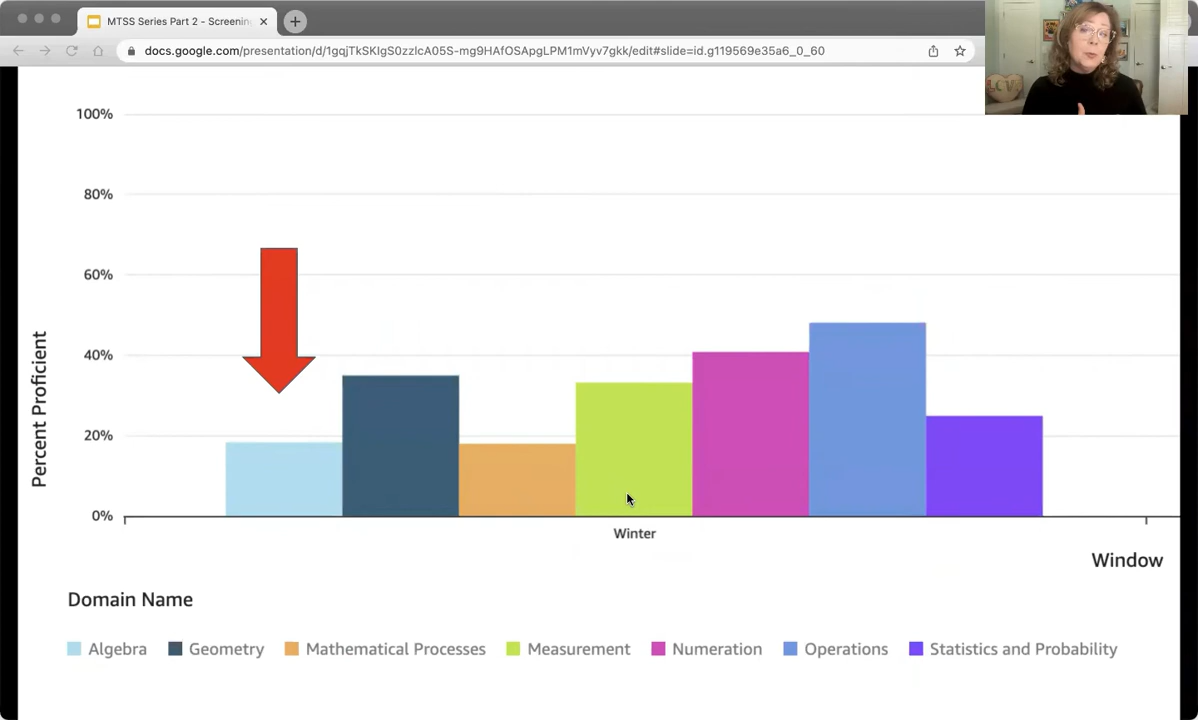 MTSS Series Part 2 - Screenin
docs.google.com/presentation/d/1gqjTkSKIgS0zzlcA05S-mg9HAfOSApgLPM1mVyv7gkk/edit#slide=id.g119569e35a6_0_60
100%
80%
60%
40%
20%
0%
Percent Proficient
Winter
Window
Domain Name
Algebra Geometry Mathematical Processes Measurement Numeration Operations Statistics and Probability